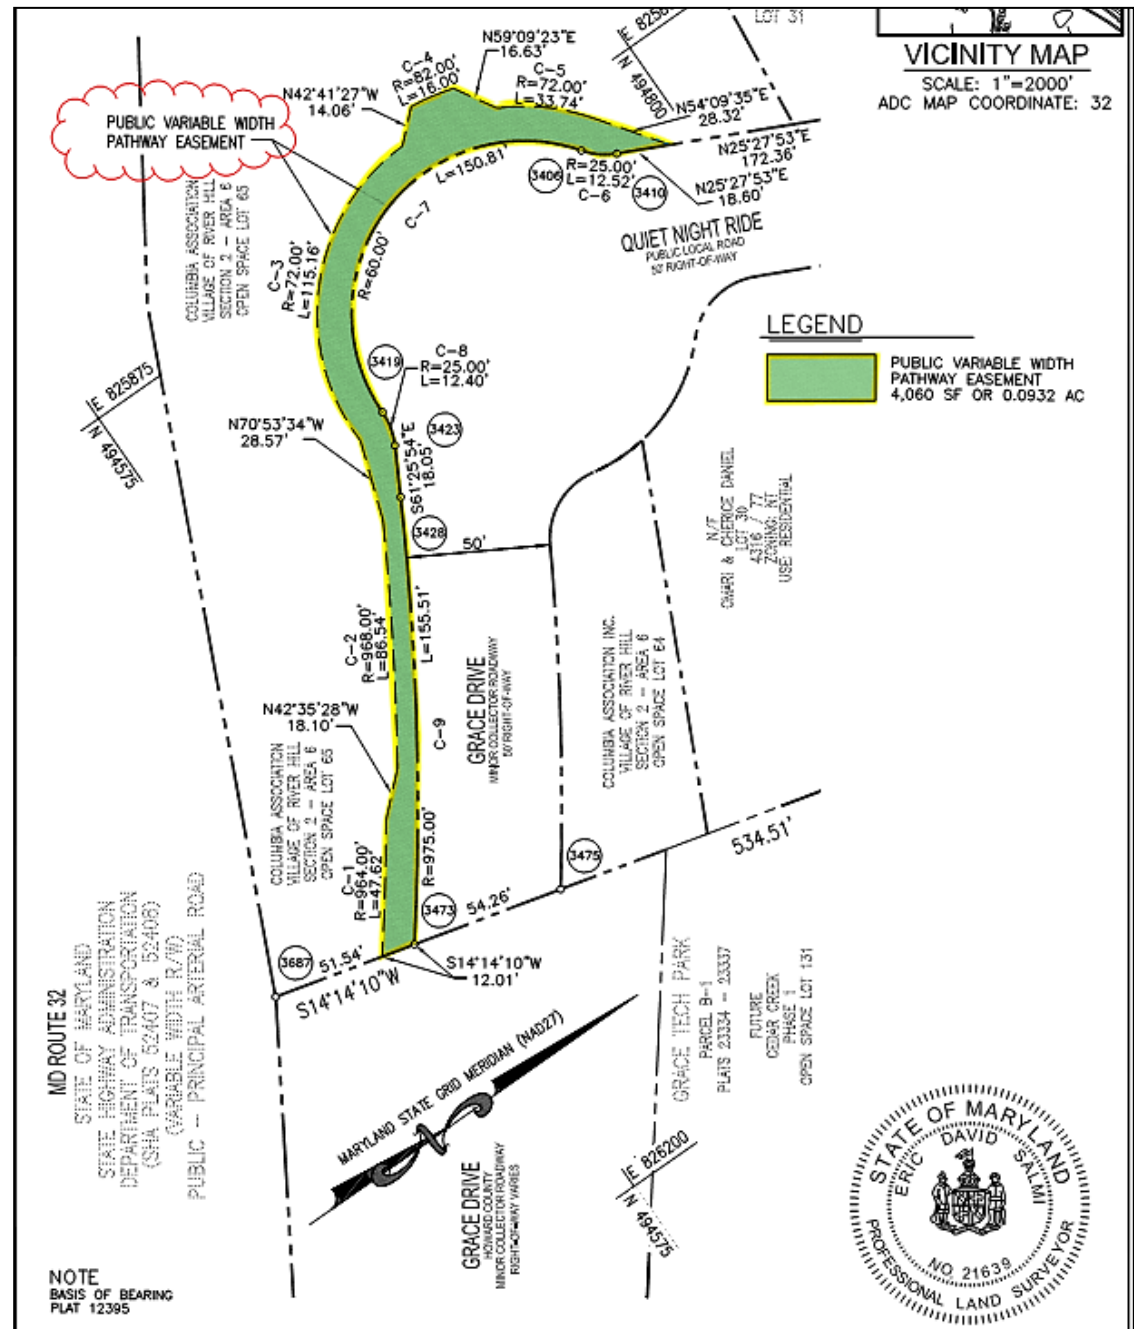 LOT 31
E 825
N 494800
VICINITY MAP
SCALE: 1"=2000'
ADC MAP COORDINATE: 32
N59°09'23"E
16.63'
C-4
R=82.00'
L=16.00'
C-5
R=72.00'
L=33.74'
N42°41'27"W
14.06'
N54°09'35"E
28.32'
PUBLIC VARIABLE WIDTH
PATHWAY EASEMENT
N25°27'53"E
172.36'
L=150.81'
C-7
R=60.00'
3406
R=25.00'
L=12.52'
C-6
3410
N25°27'53"E
18.60'
QUIET NIGHT RIDE
PUBLIC LOCAL ROAD
50' RIGHT-OF-WAY
COLUMBIA ASSOCIATION
VILLAGE OF RIVER HILL
SECTION 2 - AREA 6
OPEN SPACE LOT 65
C-3
R=72.00'
L=115.16'
LEGEND
PUBLIC VARIABLE WIDTH
PATHWAY EASEMENT
4,060 SF OR 0.0932 AC
3419
C-8
R=25.00'
L=12.40'
E 825875
N 494575
N70°53'34"W
28.57'
3423
S61°25'54"E
18.05'
3428
50'
N/F
OMARI & CHERICE DANIEL
LOT 30
4316 / 77
ZONING: NT
USE: RESIDENTIAL
C-2
R=968.00'
L=86.54'
L=155.51'
C-9
R=975.00'
GRACE DRIVE
MINOR COLLECTOR ROADWAY
50' RIGHT-OF-WAY
COLUMBIA ASSOCIATION INC.
VILLAGE OF RIVER HILL
SECTION 2 - AREA 6
OPEN SPACE LOT 64
N42°35'28"W
18.10'
COLUMBIA ASSOCIATION
VILLAGE OF RIVER HILL
SECTION 2 - AREA 6
OPEN SPACE LOT 65
C-1
R=964.00'
L=47.62'
534.51'
3475
54.26'
3473
3687
51.54'
S14°14'10"W
S14°14'10"W
12.01'
MD ROUTE 32
STATE OF MARYLAND
STATE HIGHWAY ADMINISTRATION
DEPARTMENT OF TRANSPORTATION
(SHA PLATS 52407 & 52408)
(VARIABLE WIDTH R/W)
PUBLIC - PRINCIPAL ARTERIAL ROAD
GRACE TECH PARK
PARCEL B-1
PLATS 23334 - 23337
FUTURE
CEDAR CREEK
PHASE 1
OPEN SPACE LOT 131
MARYLAND STATE GRID MERIDIAN (NAD27)
GRACE DRIVE
HOWARD COUNTY
MINOR COLLECTOR ROADWAY
RIGHT-OF-WAY VARIES
E 826200
N 494575
STATE OF MARYLAND
ERIC DAVID SALMI
NO. 21639
PROFESSIONAL LAND SURVEYOR
NOTE
BASIS OF BEARING
PLAT 12395